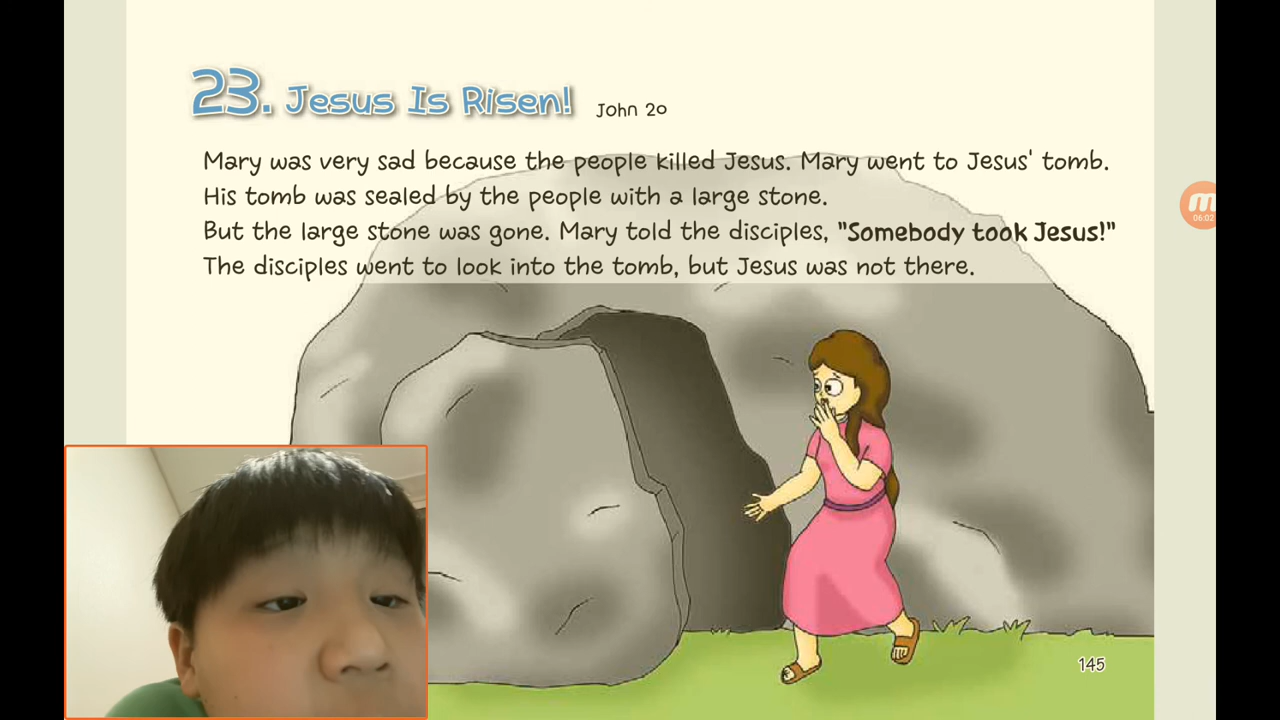 23. Jesus Is Risen! John 20
Mary was very sad because the people killed Jesus. Mary went to Jesus' tomb.
His tomb was sealed by the people with a large stone.
But the large stone was gone. Mary told the disciples, "Somebody took Jesus!"
The disciples went to look into the tomb, but Jesus was not there.
M
06:02
145